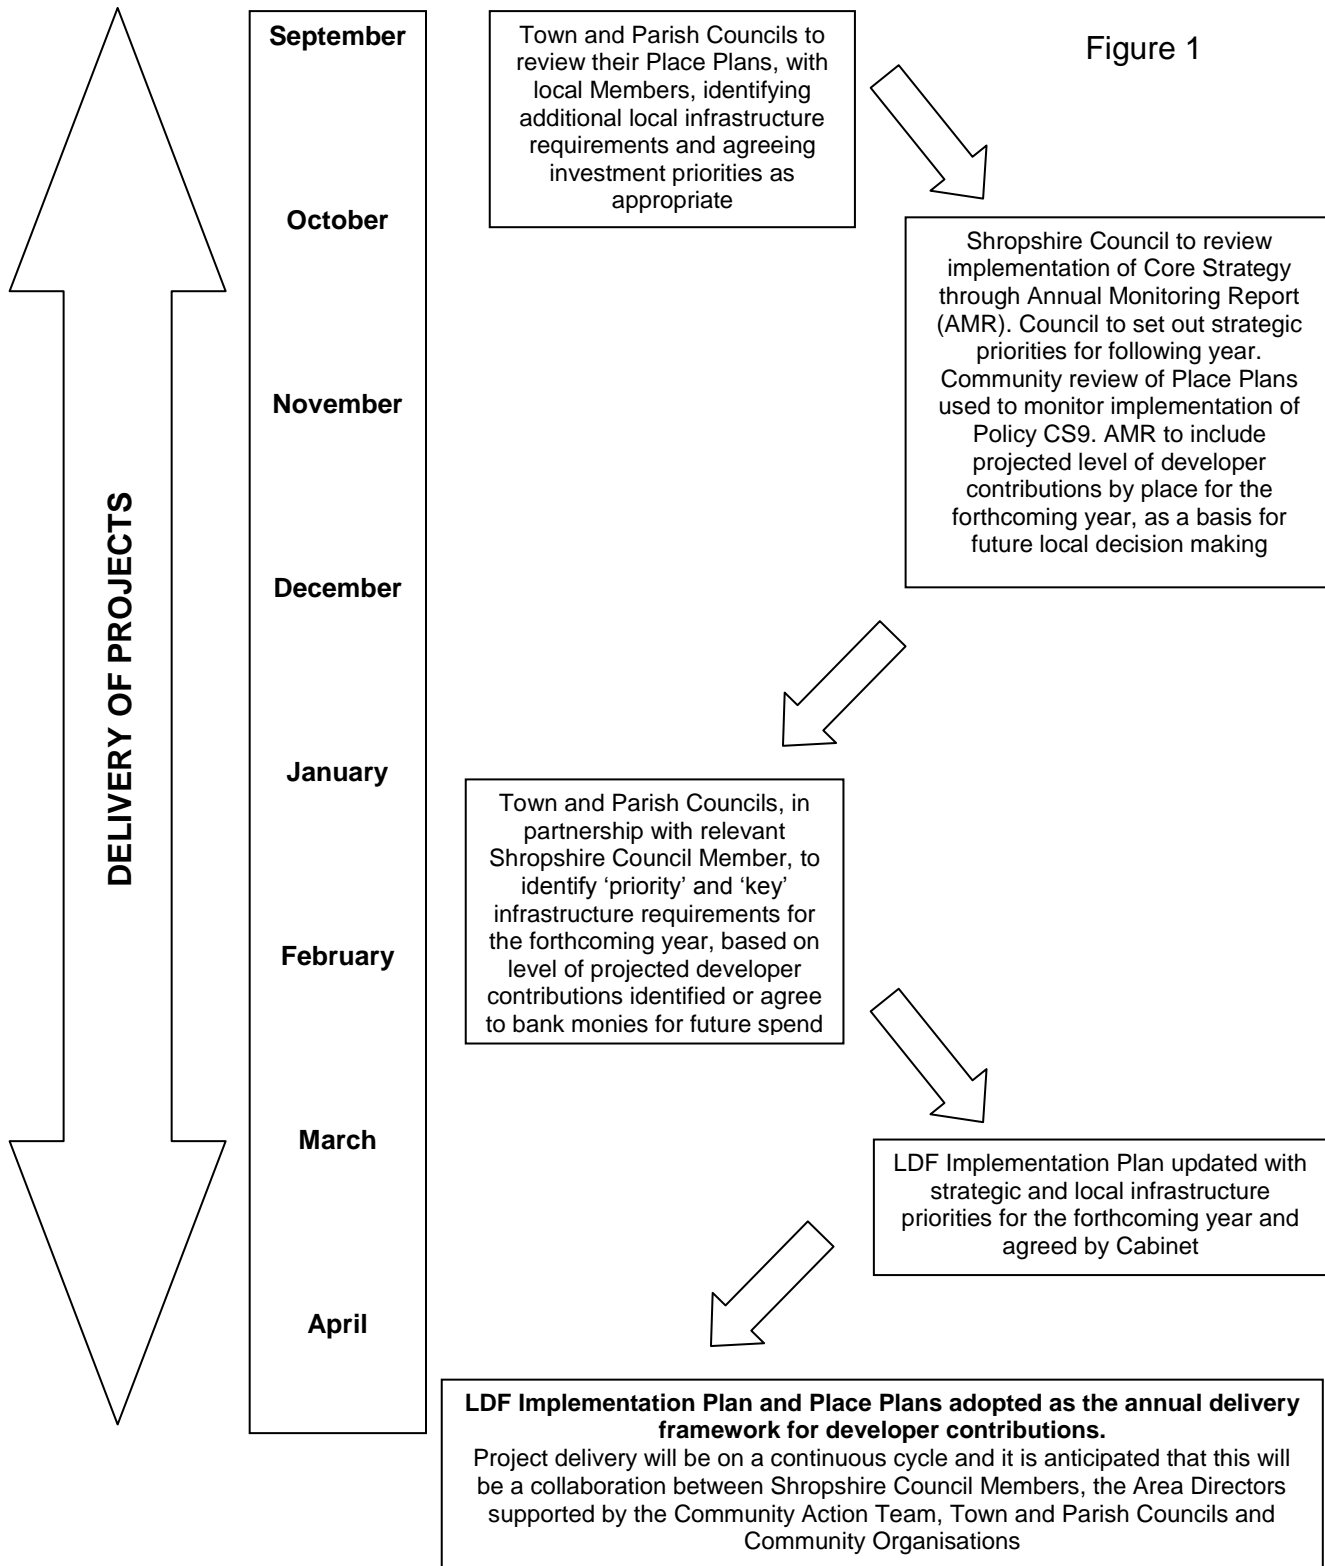 Figure 1
DELIVERY OF PROJECTS
September
October
November
December
January
February
March
April
Town and Parish Councils to
review their Place Plans, with
local Members, identifying
additional local infrastructure
requirements and agreeing
investment priorities as
appropriate
Shropshire Council to review
implementation of Core Strategy
through Annual Monitoring Report
(AMR). Council to set out strategic
priorities for following year.
Community review of Place Plans
used to monitor implementation of
Policy CS9. AMR to include
projected level of developer
contributions by place for the
forthcoming year, as a basis for
future local decision making
Town and Parish Councils, in
partnership with relevant
Shropshire Council Member, to
identify ‘priority’ and ‘key’
infrastructure requirements for
the forthcoming year, based on
level of projected developer
contributions identified or agree
to bank monies for future spend
LDF Implementation Plan updated with
strategic and local infrastructure
priorities for the forthcoming year and
agreed by Cabinet
LDF Implementation Plan and Place Plans adopted as the annual delivery
framework for developer contributions.
Project delivery will be on a continuous cycle and it is anticipated that this will
be a collaboration between Shropshire Council Members, the Area Directors
supported by the Community Action Team, Town and Parish Councils and
Community Organisations